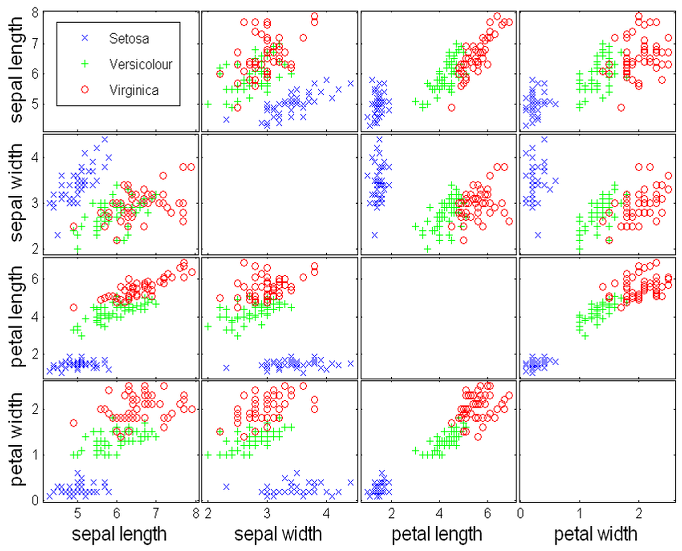 8
7
6
5
sepal length
Setosa
Versicolour
Virginica
4
3
2
sepal width
6
4
2
petal length
2
1
0
petal width
5 6 7 8 2 3 4 2 4 6 0 1 2
sepal length sepal width petal length petal width